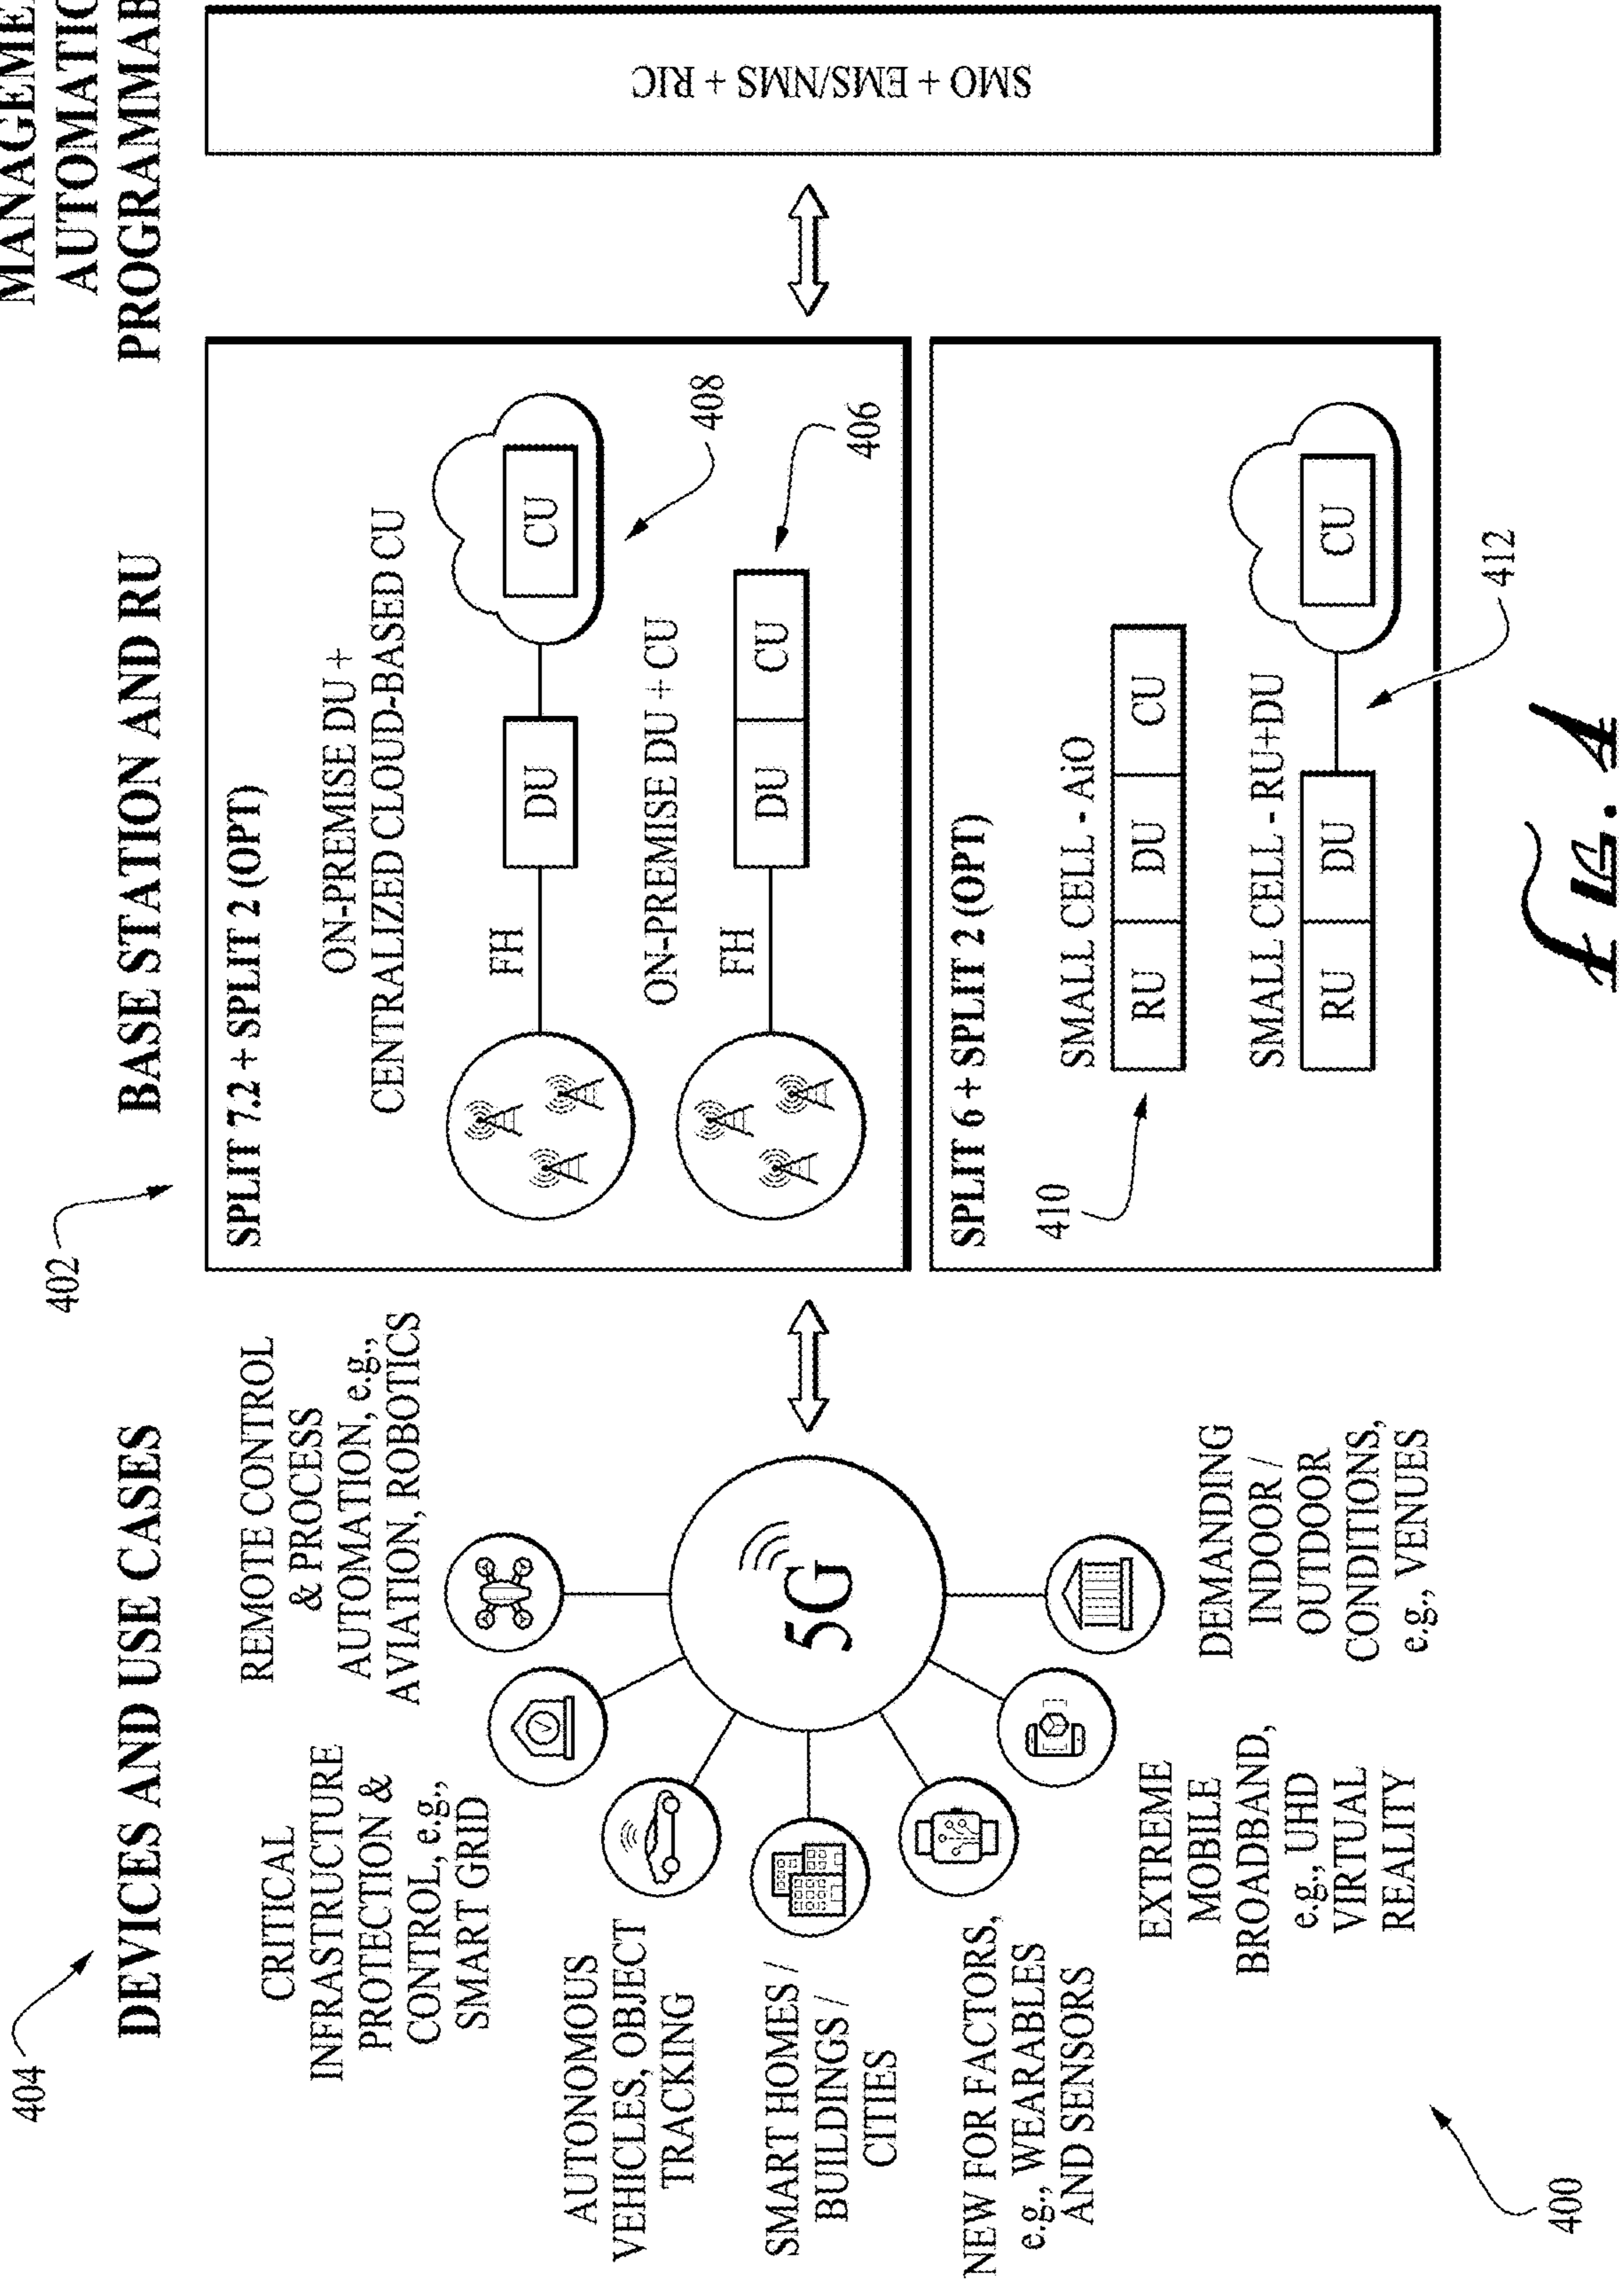 404
DEVICES AND USE CASES
REMOTE CONTROL
& PROCESS
AUTOMATION, e.g.,
AVIATION, ROBOTICS
CRITICAL
INFRASTRUCTURE
PROTECTION &
CONTROL, e.g.,
SMART GRID
AUTONOMOUS
VEHICLES, OBJECT
TRACKING
SMART HOMES /
BUILDINGS /
CITIES
NEW FOR FACTORS,
e.g., WEARABLES
AND SENSORS
EXTREME
MOBILE
BROADBAND,
e.g., UHD
VIRTUAL
REALITY
DEMANDING
INDOOR /
OUTDOOR
CONDITIONS,
e.g., VENUES
5G
400
402
BASE STATION AND RU
SPLIT 7.2 + SPLIT 2 (OPT)
ON-PREMISE DU +
CENTRALIZED CLOUD-BASED CU
FH
DU
CU
408
ON-PREMISE DU + CU
FH
DU
CU
406
SPLIT 6 + SPLIT 2 (OPT)
SMALL CELL - AiO
RU
DU
CU
410
SMALL CELL - RU+DU
RU
DU
CU
412
MANAGEME
AUTOMATIC
PROGRAMMAB
SMO + EMS/NMS + RIC
FIG. 4